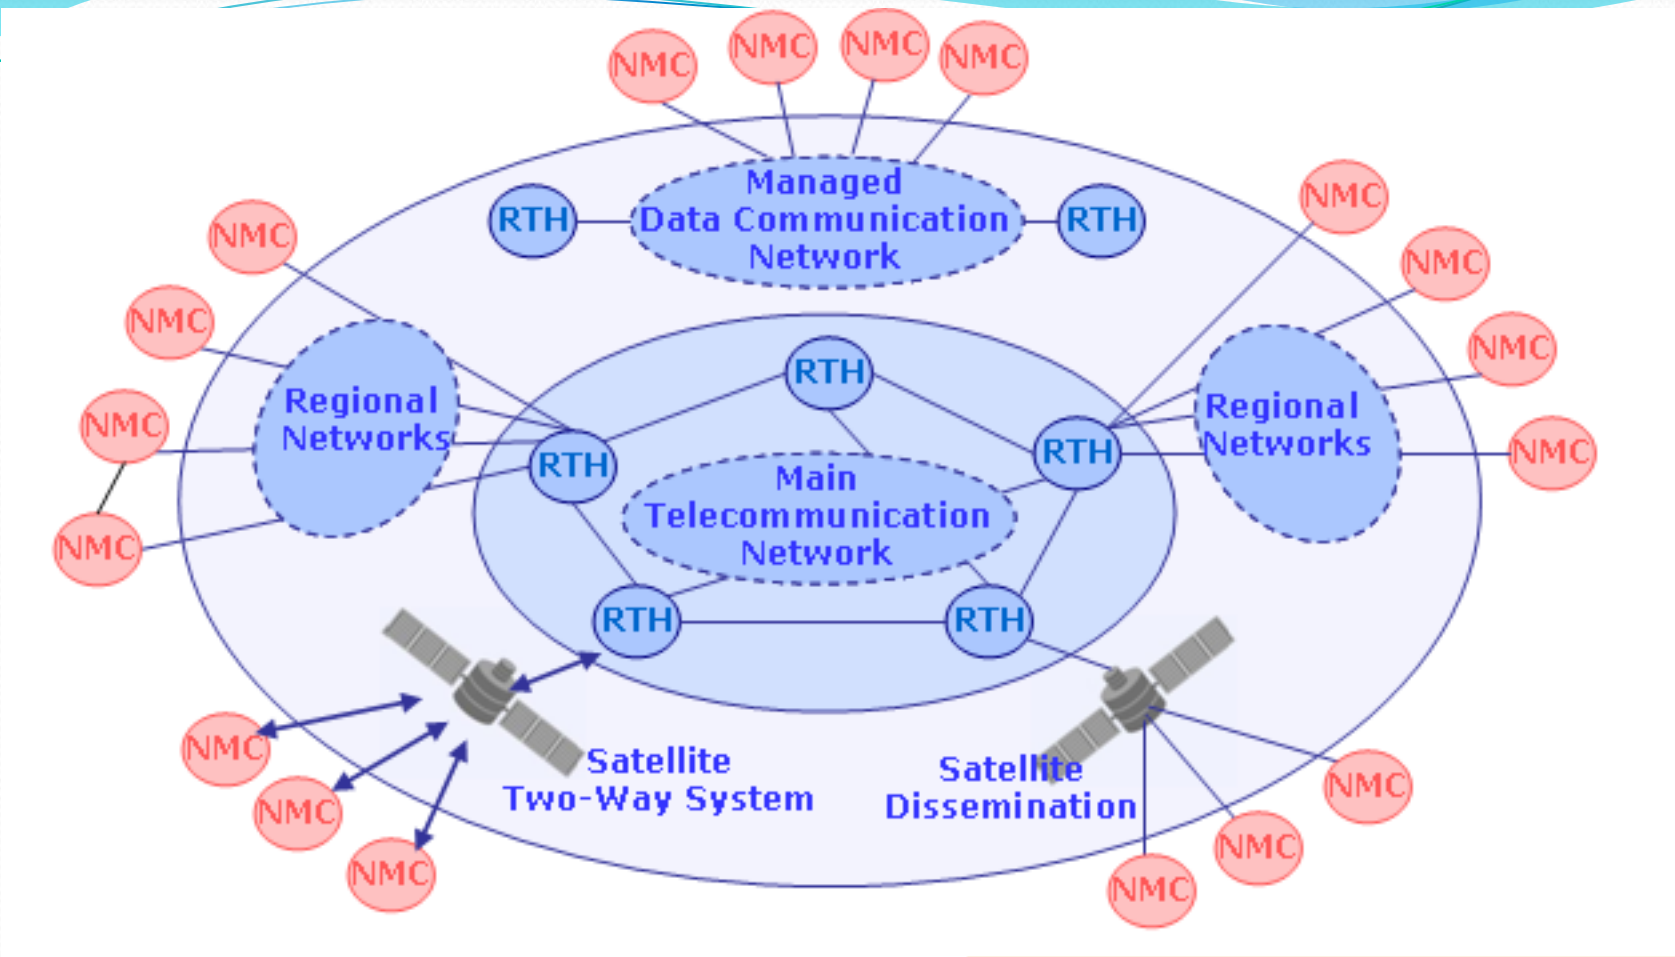 NMC
NMC
NMC
NMC
NMC
NMC
NMC
NMC
NMC
NMC
NMC
NMC
RTH
Managed
Data Communication
Network
RTH
Regional
Networks
RTH
RTH
RTH
Regional
Networks
Main
Telecommunication
Network
RTH
RTH
Satellite
Two-Way System
Satellite
Dissemination
NMC
NMC
NMC
NMC
NMC
NMC